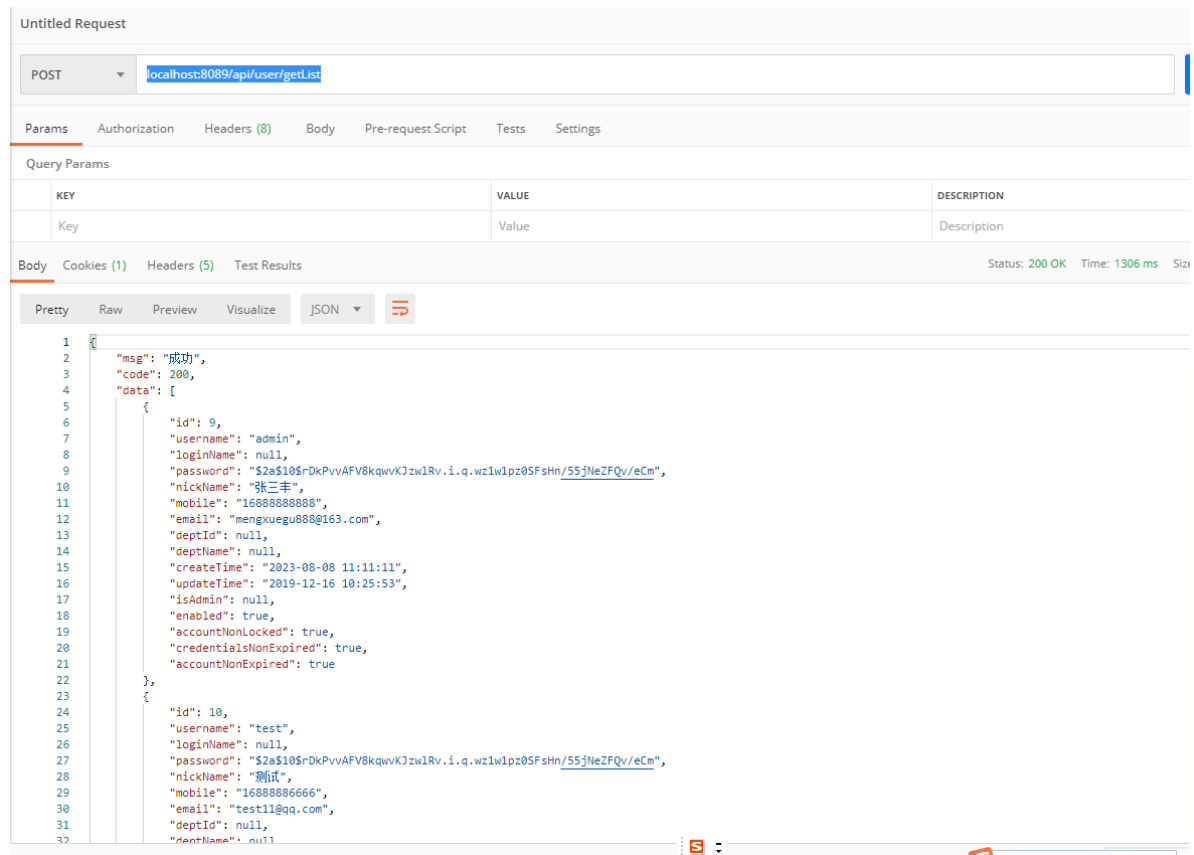 Untitled Request
POST localhost:8089/api/user/getList
Params Authorization Headers (8) Body Pre-request Script Tests Settings
Query Params
KEY VALUE DESCRIPTION
Key Value Description
Body Cookies (1) Headers (5) Test Results Status: 200 OK Time: 1306 ms Size
Pretty Raw Preview Visualize JSON
1 {
2 "msg": "成功",
3 "code": 200,
4 "data": [
5 {
6 "id": 9,
7 "username": "admin",
8 "loginName": null,
9 "password": "$2a$10$rDkPvvAFV8kqwvKJzwlRv.i.q.wz1w1pz0SFsHn/55jNeZFQv/eCm",
10 "nickName": "张三丰",
11 "mobile": "16888888888",
12 "email": "mengxuegu888@163.com",
13 "deptId": null,
14 "deptName": null,
15 "createTime": "2023-08-08 11:11:11",
16 "updateTime": "2019-12-16 10:25:53",
17 "isAdmin": null,
18 "enabled": true,
19 "accountNonLocked": true,
20 "credentialsNonExpired": true,
21 "accountNonExpired": true
22 },
23 {
24 "id": 10,
25 "username": "test",
26 "loginName": null,
27 "password": "$2a$10$rDkPvvAFV8kqwvKJzwlRv.i.q.wz1w1pz0SFsHn/55jNeZFQv/eCm",
28 "nickName": "测试",
29 "mobile": "16888886666",
30 "email": "test11@qq.com",
31 "deptId": null,
32 "deptName": null